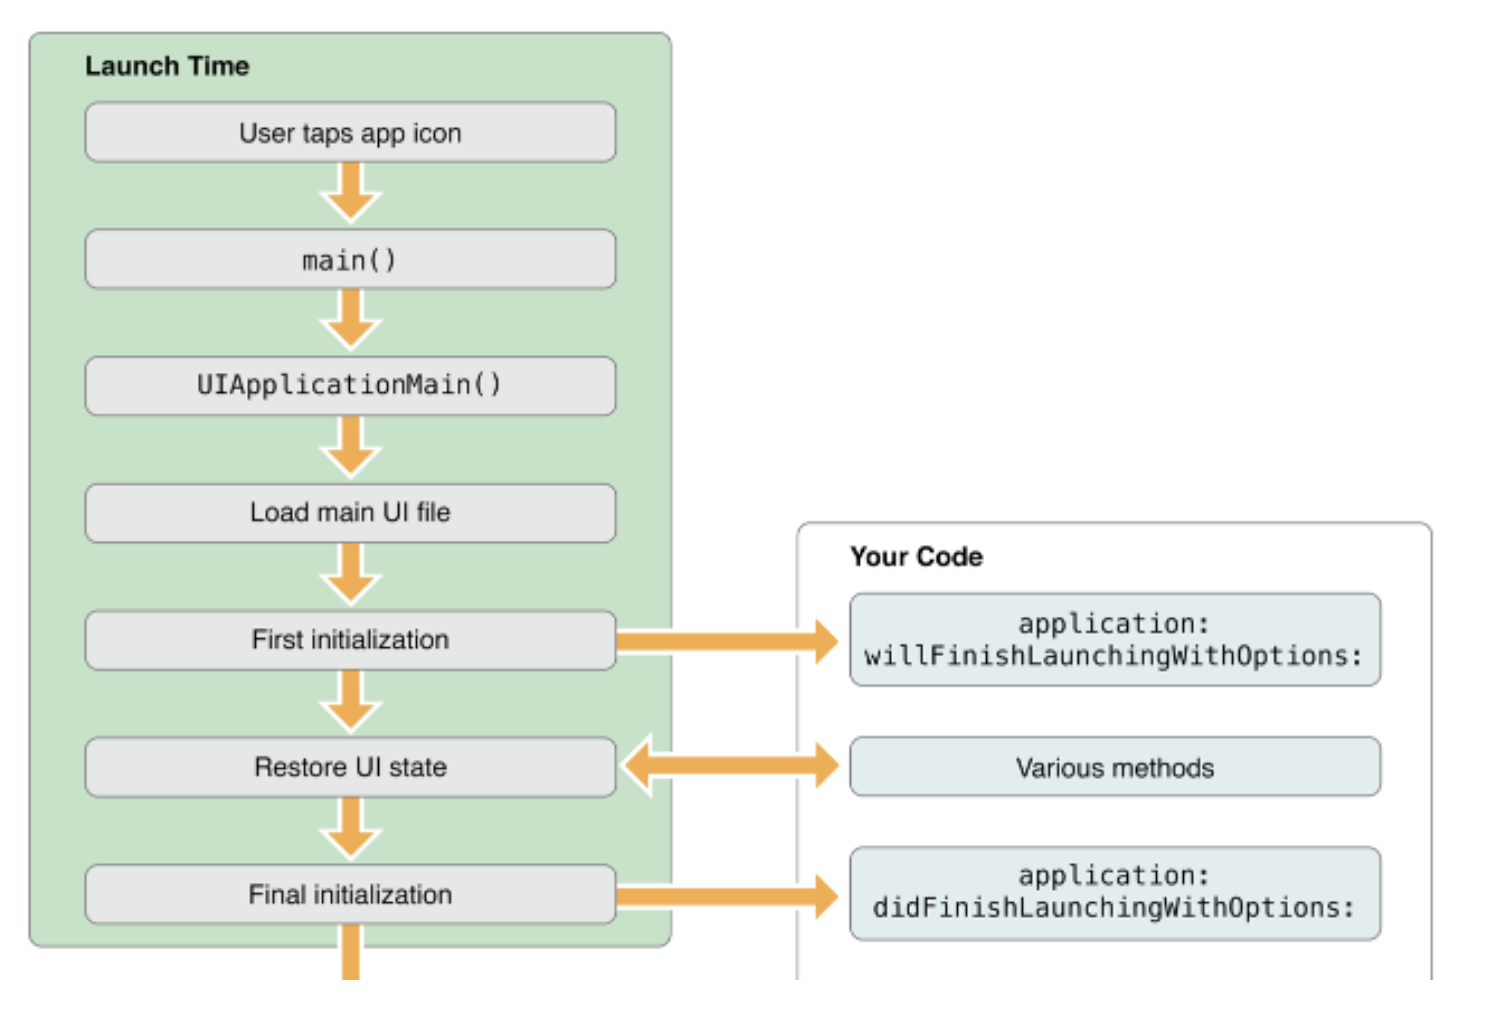 Launch Time
User taps app icon
main()
UIApplicationMain()
Load main UI file
First initialization
Restore UI state
Final initialization
Your Code
application:
willFinishLaunchingWithOptions:
Various methods
application:
didFinishLaunchingWithOptions: